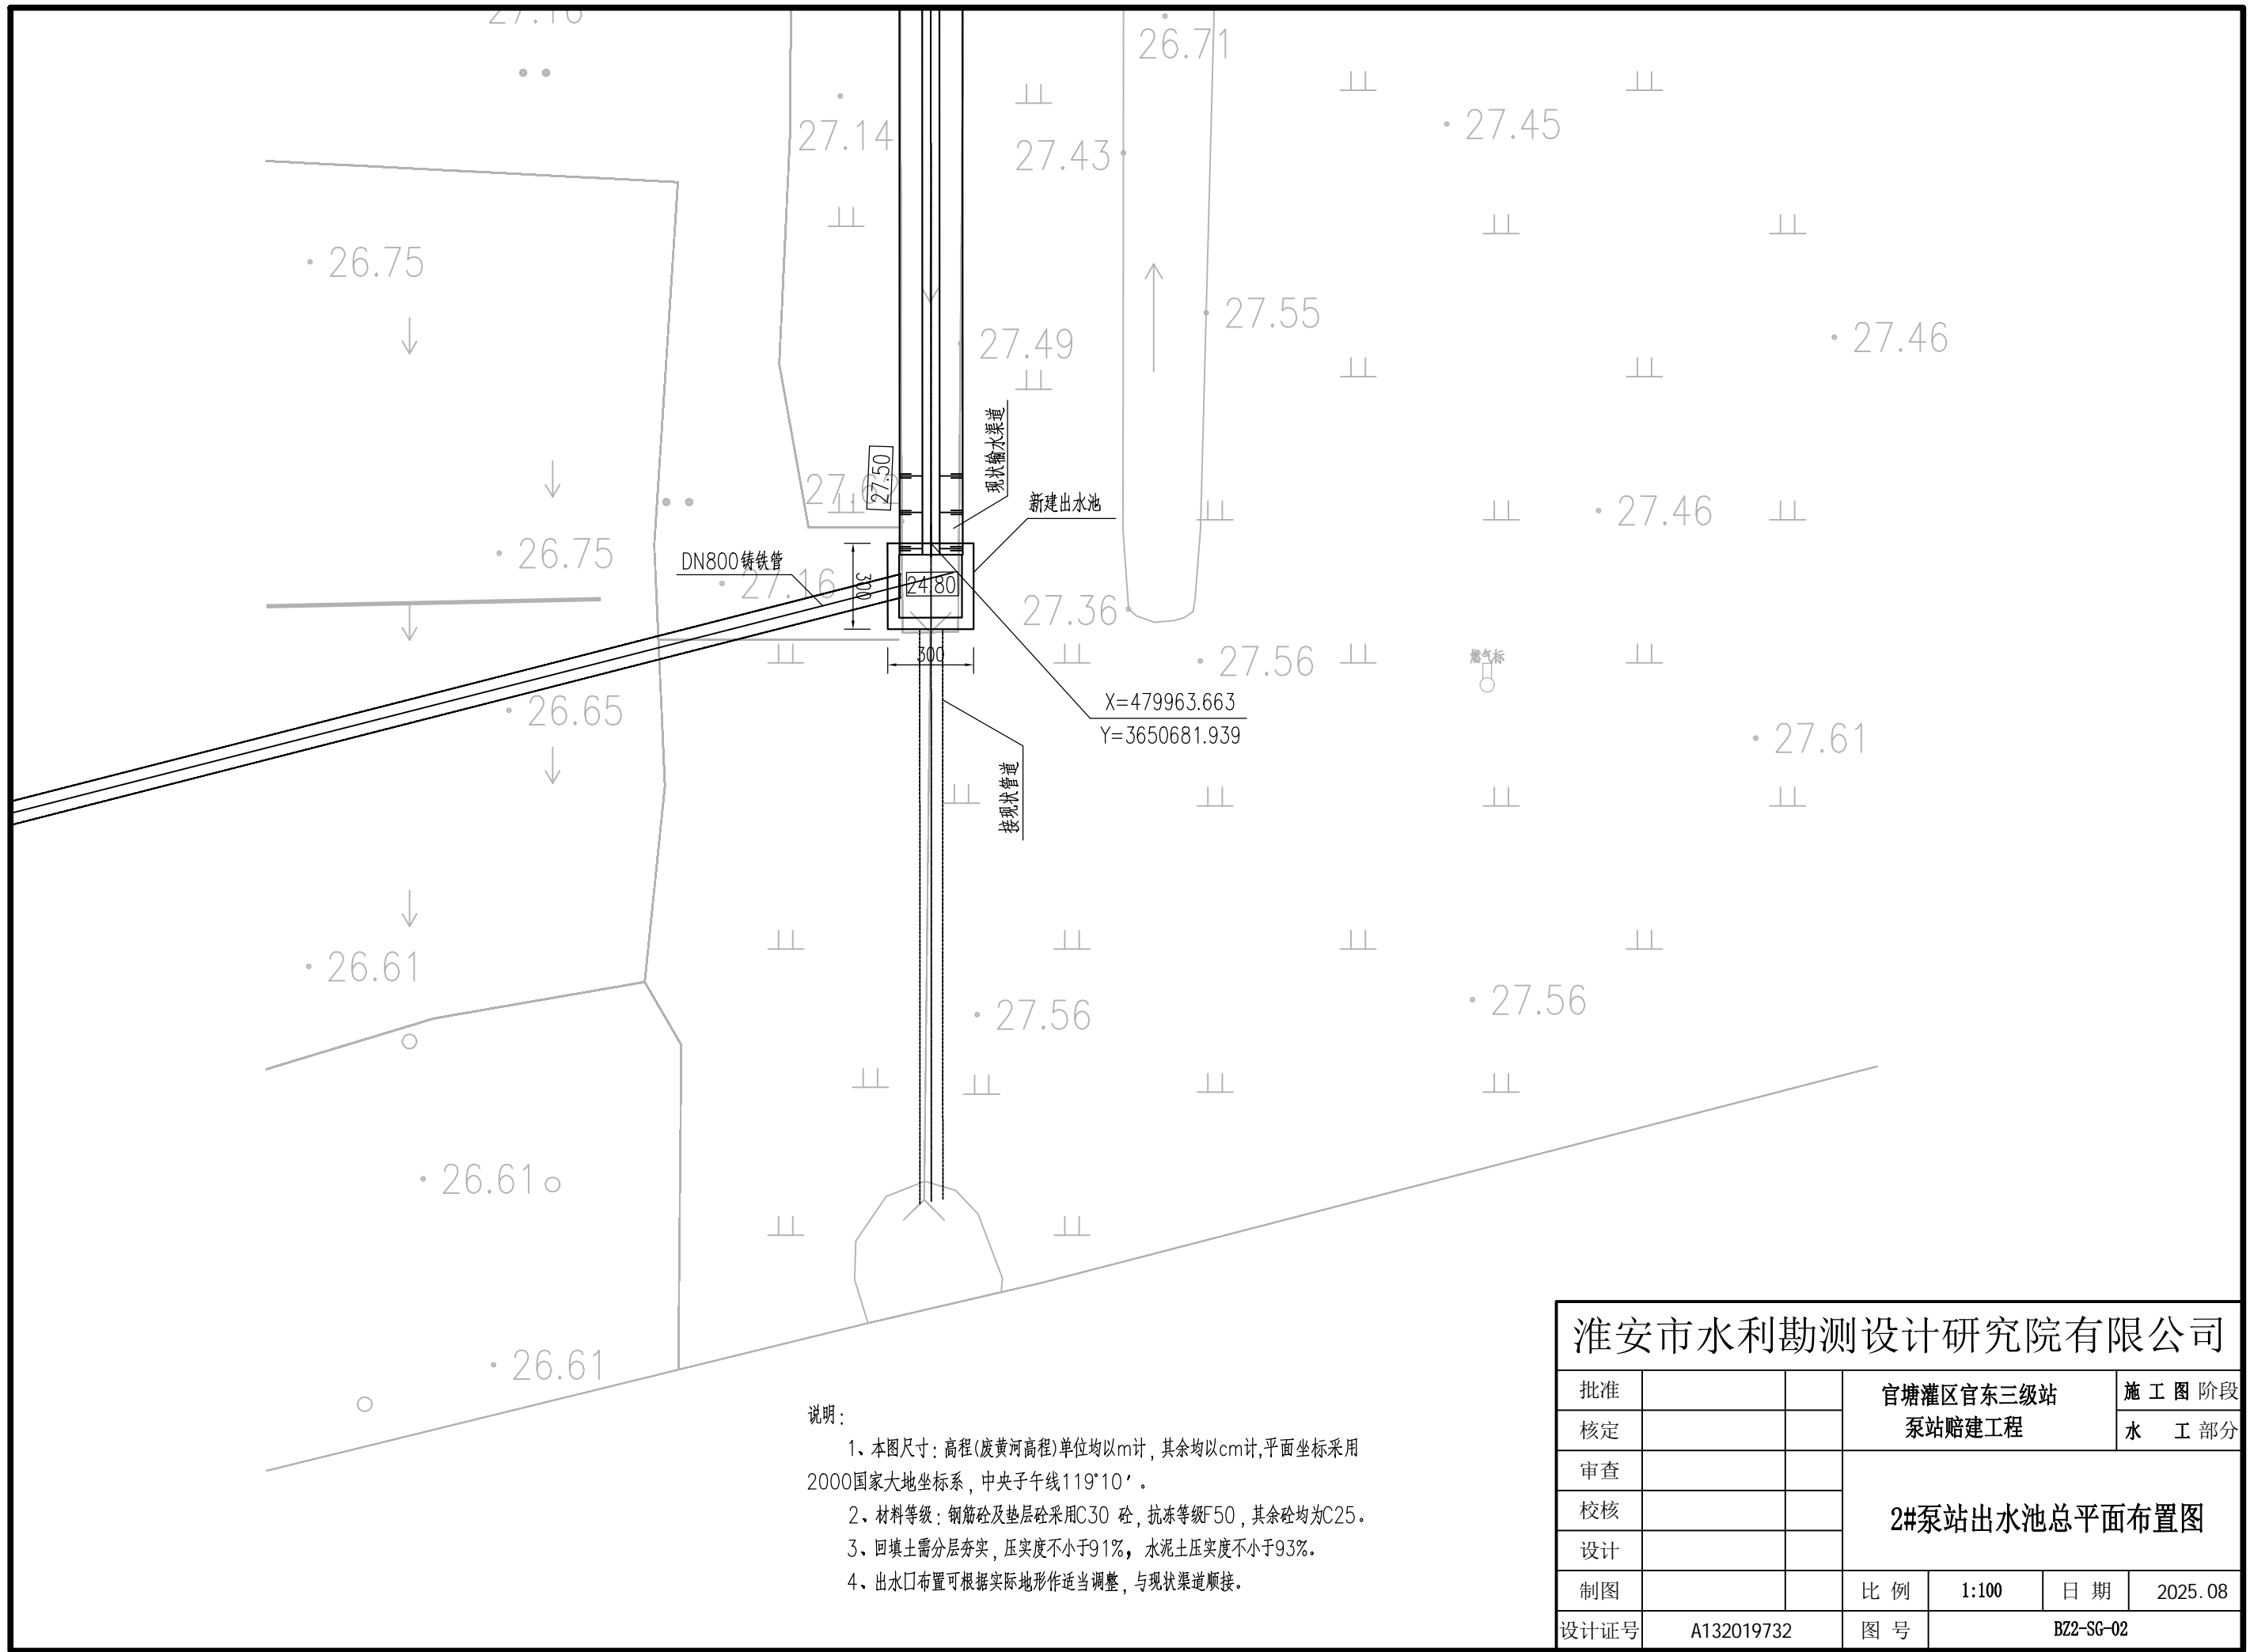 27.16
26.71
27.14
27.43
27.45
26.75
27.55
27.49
27.46
现状输水渠道
27.50
27.62
新建出水池
27.46
DN800铸铁管
26.75
27.16
300
24.80
27.36
300
27.56
燃气标
26.65
X=479963.663
Y=3650681.939
27.61
接现状管道
26.61
27.56
27.56
26.61
26.61
说明：
1、本图尺寸：高程(废黄河高程)单位均以m计，其余均以cm计,平面坐标采用
2000国家大地坐标系，中央子午线119°10′。
2、材料等级：钢筋砼及垫层砼采用C30 砼，抗冻等级F50，其余砼均为C25。
3、回填土需分层夯实，压实度不小于91%，水泥土压实度不小于93%。
4、出水口布置可根据实际地形作适当调整，与现状渠道顺接。
淮安市水利勘测设计研究院有限公司
批准
官塘灌区官东三级站
泵站赔建工程
施 工 图 阶段
核定
水 工 部分
审查
校核
2#泵站出水池总平面布置图
设计
制图
比 例
1:100
日 期
2025.08
设计证号
A132019732
图 号
BZ2-SG-02